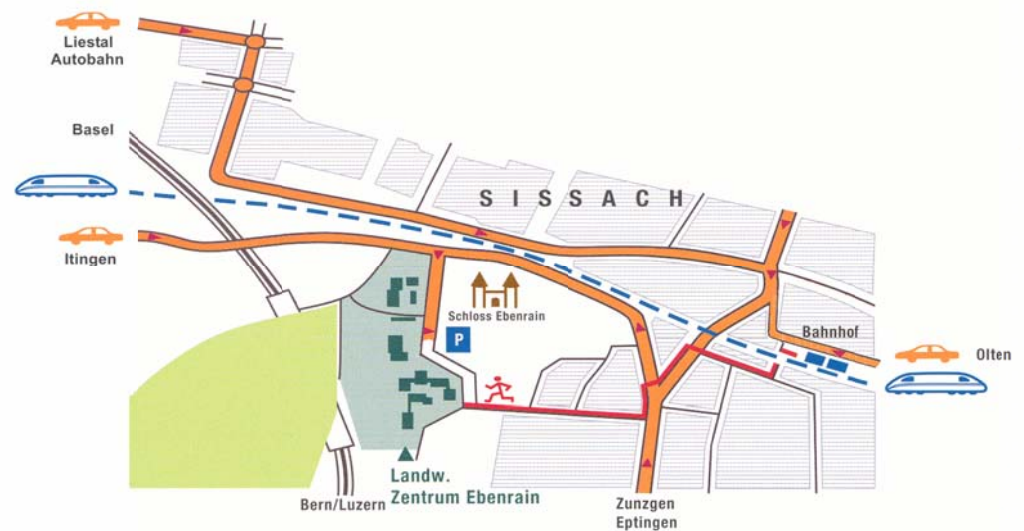 Liestal
Autobahn
Basel
SISSACH
Itingen
Schloss Ebenrain
P
Bahnhof
Olten
Landw.
Zentrum Ebenrain
Bern/Luzern
Zunzgen
Eptingen